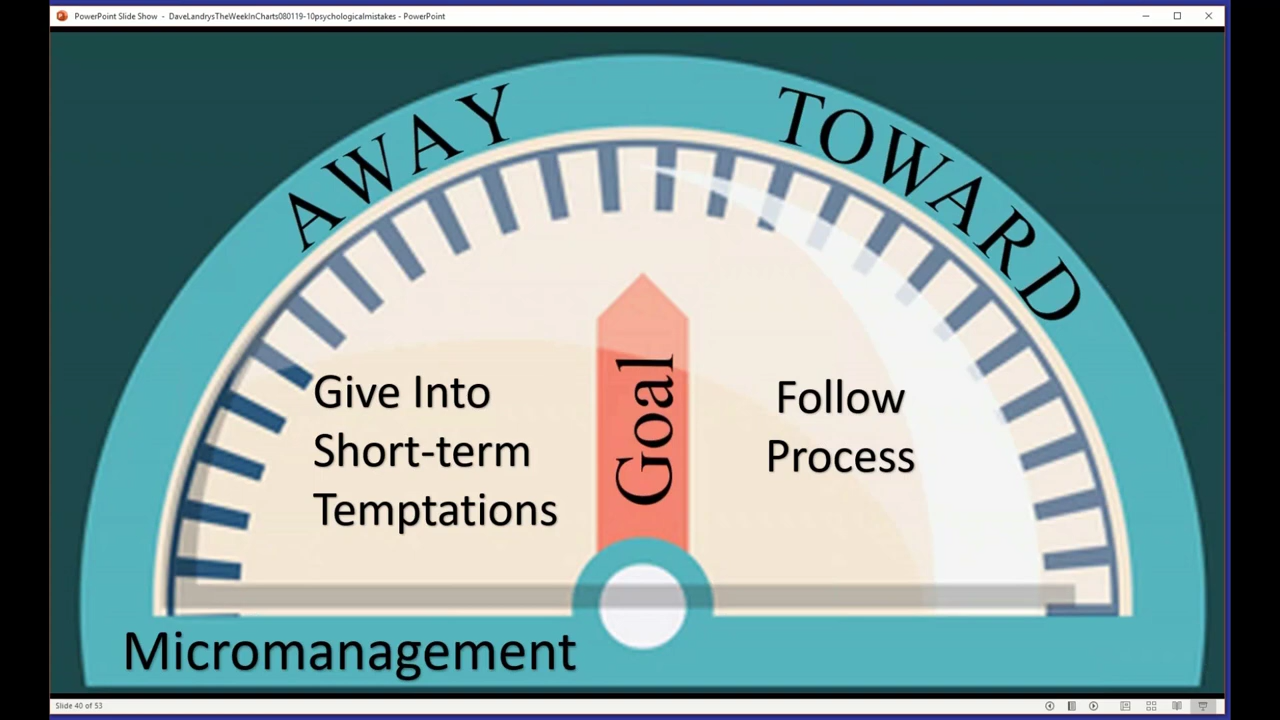 PowerPoint Slide Show - DaveLandrysTheWeekInCharts080119-10psychologicalmistakes - PowerPoint
AWAY
TOWARD
Give Into
Short-term
Temptations
Goal
Follow
Process
Micromanagement
Slide 40 of 53